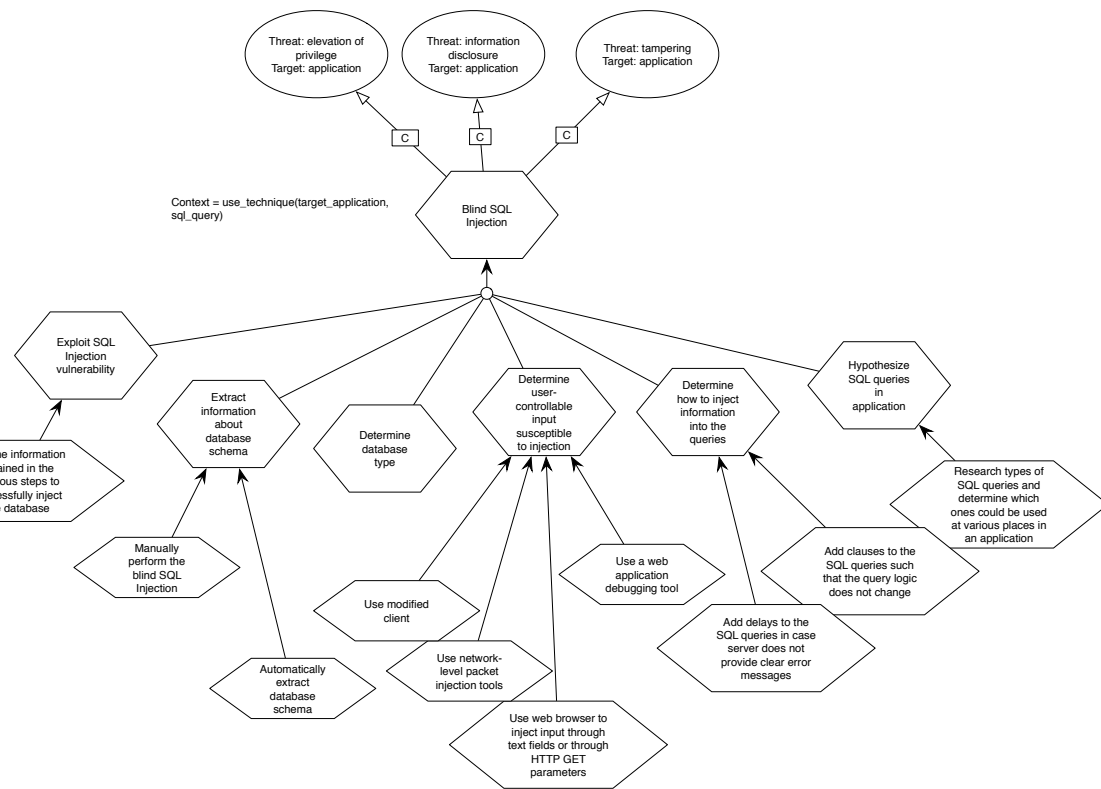 Threat: elevation of
privilege
Target: application
Threat: information
disclosure
Target: application
Threat: tampering
Target: application
C
C
C
Context = use_technique(target_application,
sql_query)
Blind SQL
Injection
Exploit SQL
Injection
vulnerability
Extract
information
about
database
schema
Determine
database
type
Determine
user-
controllable
input
susceptible
to injection
Determine
how to inject
information
into the
queries
Hypothesize
SQL queries
in
application
information
in the
steps to
inject
database
Manually
perform the
blind SQL
Injection
Automatically
extract
database
schema
Use modified
client
Use network-
level packet
injection tools
Use web browser to
inject input through
text fields or through
HTTP GET
parameters
Use a web
application
debugging tool
Add delays to the
SQL queries in case
server does not
provide clear error
messages
Add clauses to the
SQL queries such
that the query logic
does not change
Research types of
SQL queries and
determine which
ones could be used
at various places in
an application